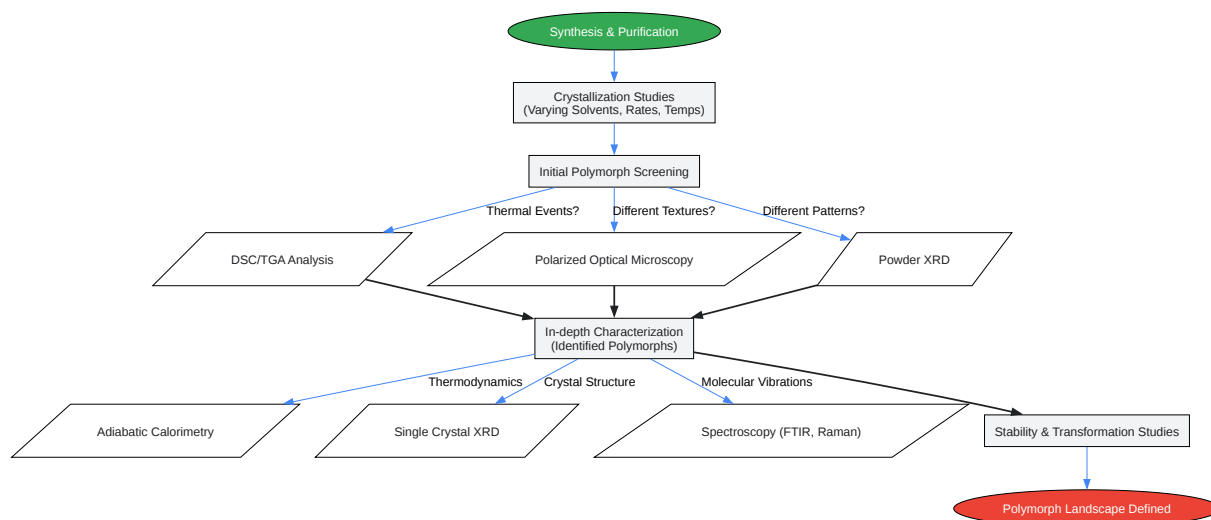 Synthesis & Purification
Crystallization Studies
(Varying Solvents, Rates, Temps)
Initial Polymorph Screening
Thermal Events?
Different Textures?
Different Patterns?
DSC/TGA Analysis
Polarized Optical Microscopy
Powder XRD
In-depth Characterization
(Identified Polymorphs)
Thermodynamics
Crystal Structure
Molecular Vibrations
Adiabatic Calorimetry
Single Crystal XRD
Spectroscopy (FTIR, Raman)
Stability & Transformation Studies
Polymorph Landscape Defined